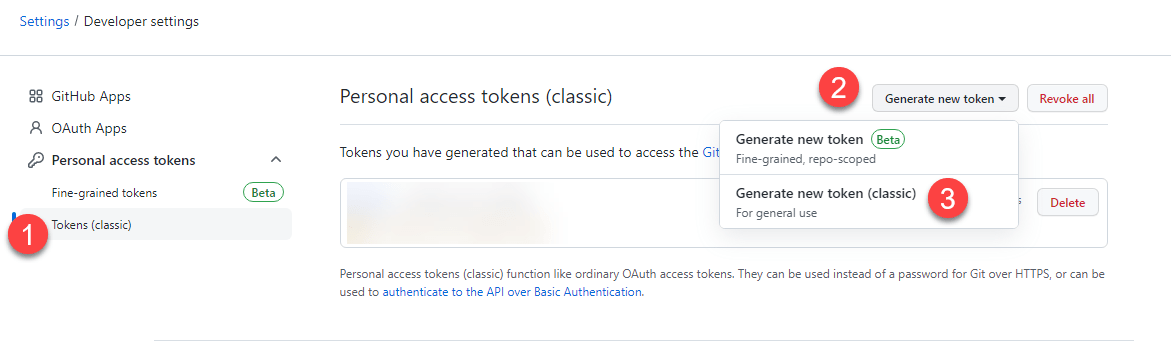 Settings / Developer settings
GitHub Apps
OAuth Apps
Personal access tokens
Fine-grained tokens Beta
1 Tokens (classic)
Personal access tokens (classic) 2 Generate new token Revoke all
Generate new token Beta
Fine-grained, repo-scoped
Generate new token (classic) 3
For general use
Tokens you have generated that can be used to access the Git
s Delete
Personal access tokens (classic) function like ordinary OAuth access tokens. They can be used instead of a password for Git over HTTPS, or can be
used to authenticate to the API over Basic Authentication.